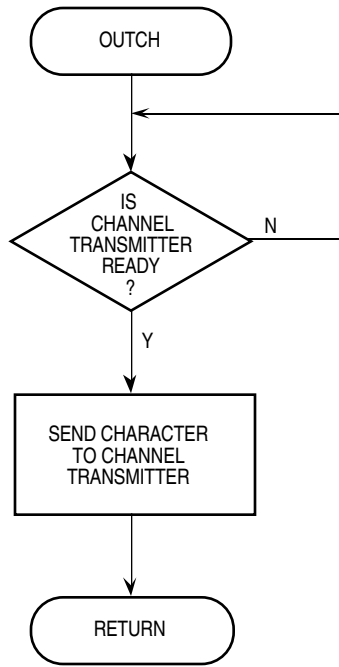 OUTCH
IS
CHANNEL
TRANSMITTER
READY
?
N
Y
SEND CHARACTER
TO CHANNEL
TRANSMITTER
RETURN